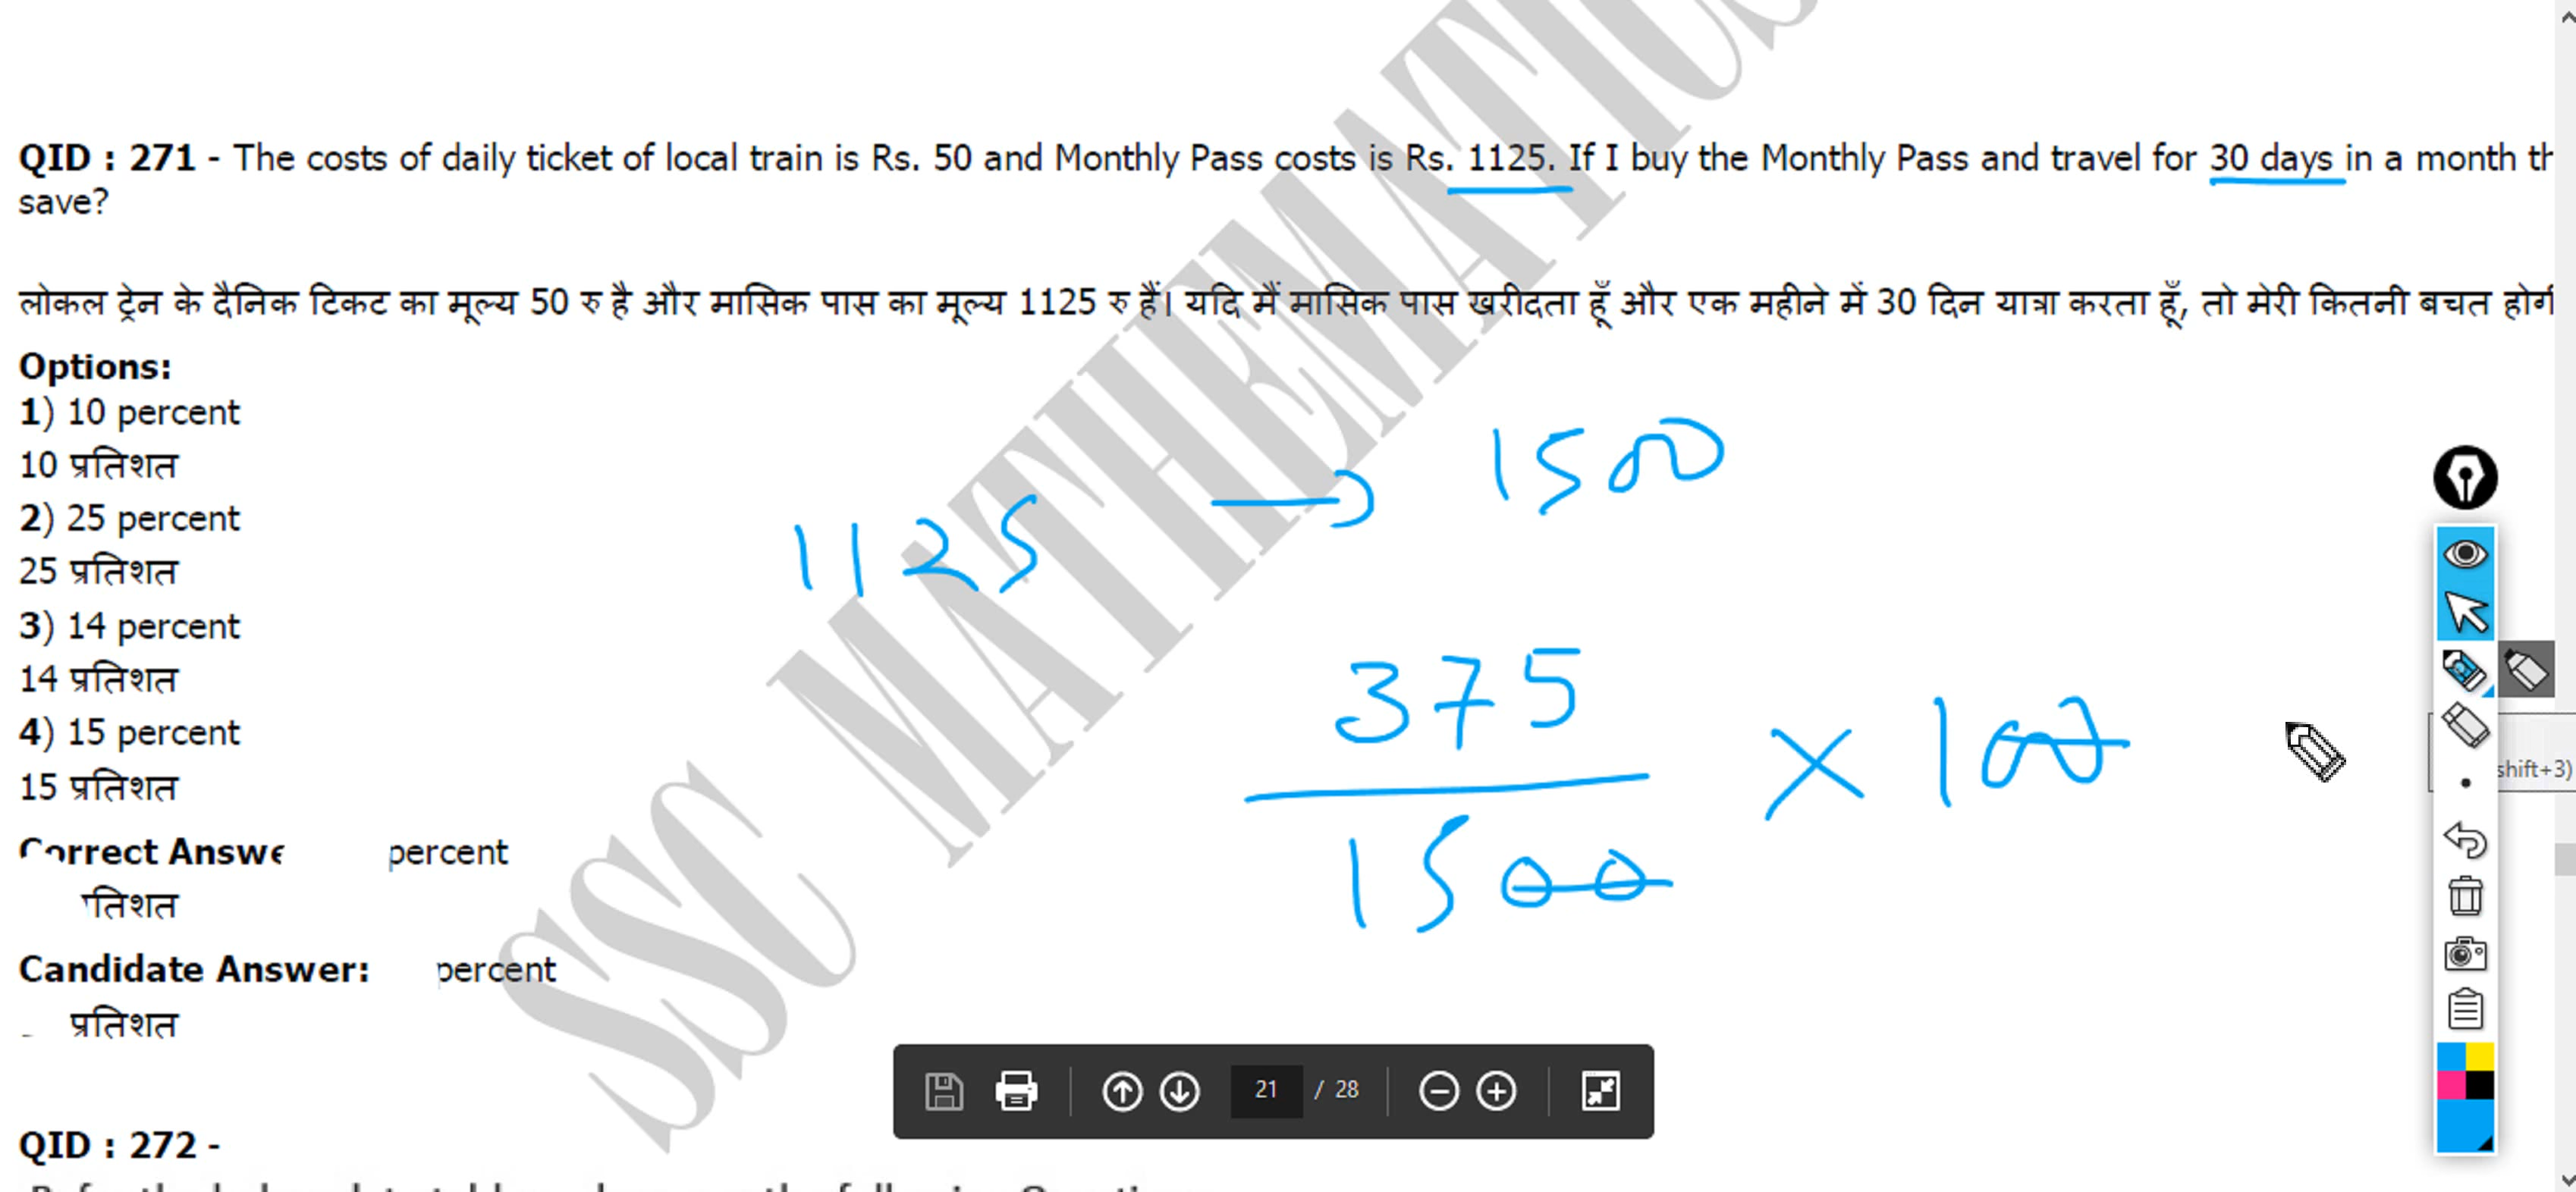 QID : 271 - The costs of daily ticket of local train is Rs. 50 and Monthly Pass costs is Rs. 1125. If I buy the Monthly Pass and travel for 30 days in a month th
save?
लोकल ट्रेन के दैनिक टिकट का मूल्य 50 रु है और मासिक पास का मूल्य 1125 रु हैं। यदि मैं मासिक पास खरीदता हूँ और एक महीने में 30 दिन यात्रा करता हूँ, तो मेरी कितनी बचत होगी
Options:
1) 10 percent
10 प्रतिशत
2) 25 percent
25 प्रतिशत
3) 14 percent
14 प्रतिशत
4) 15 percent
15 प्रतिशत
1125 → 1500
375
1500
× 100
Correct Answe percent
तिशत
Candidate Answer: percent
प्रतिशत
SSC MATHEMATICS
shift+3)
21 / 28
QID : 272 -